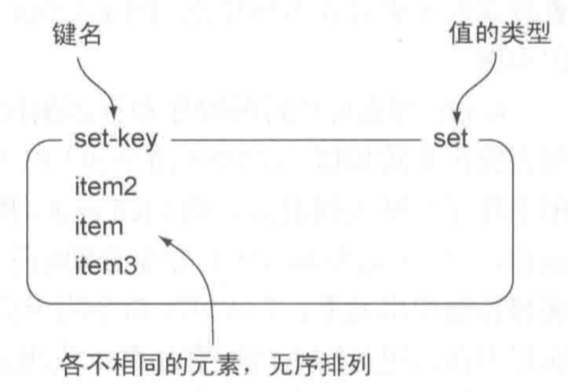 键名
值的类型
set-key
set
item2
item
item3
各不相同的元素，无序排列